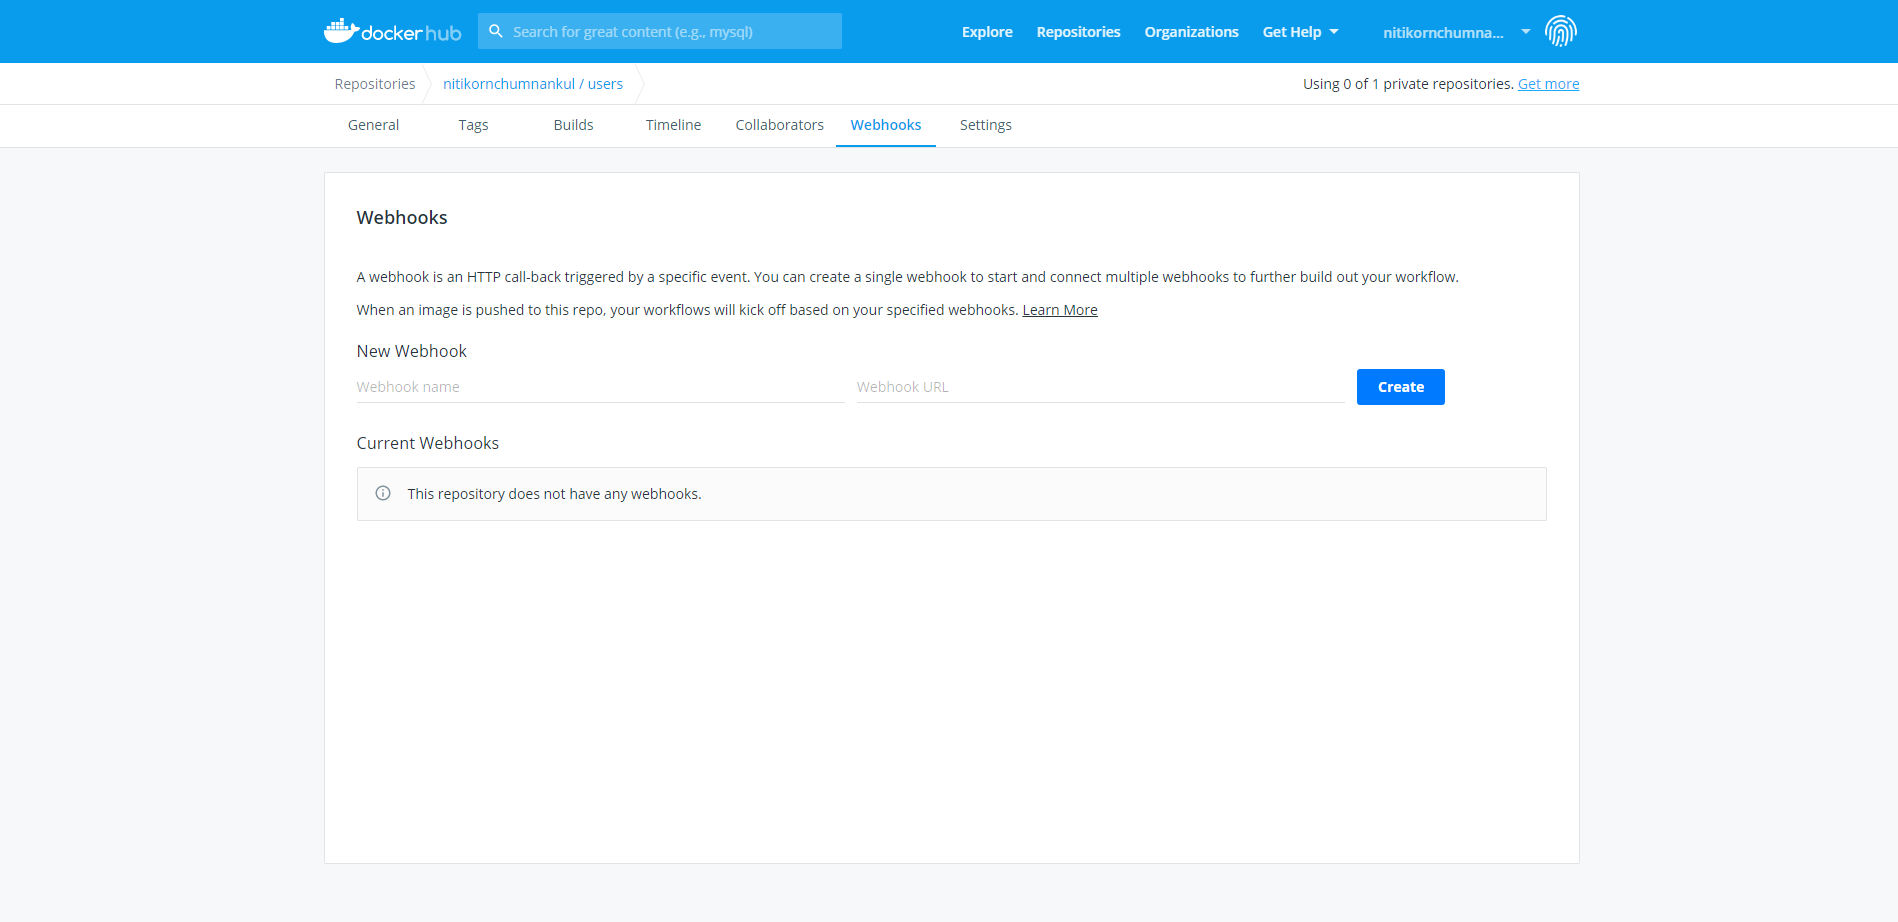 docker hub
Search for great content (e.g., mysql)
Explore
Repositories
Organizations
Get Help
nitikornchumna...
Repositories
nitikornchumnankul / users
Using 0 of 1 private repositories. Get more
General
Tags
Builds
Timeline
Collaborators
Webhooks
Settings
Webhooks
A webhook is an HTTP call-back triggered by a specific event. You can create a single webhook to start and connect multiple webhooks to further build out your workflow.
When an image is pushed to this repo, your workflows will kick off based on your specified webhooks. Learn More
New Webhook
Webhook name
Webhook URL
Create
Current Webhooks
This repository does not have any webhooks.